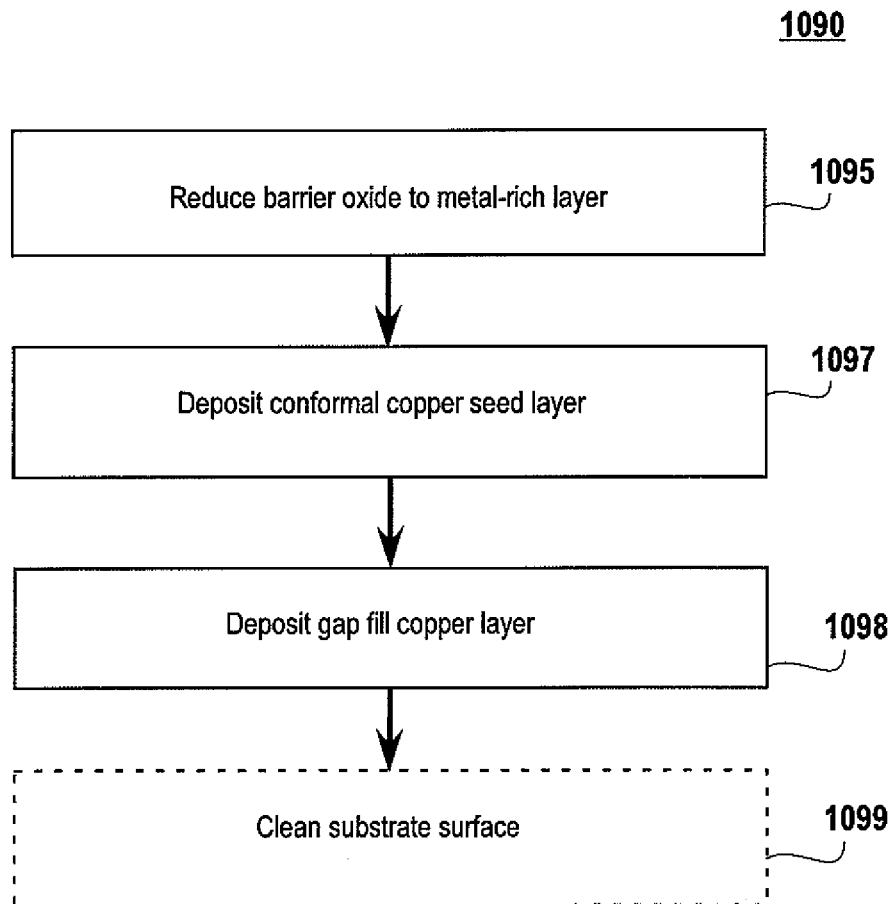 1090
Reduce barrier oxide to metal-rich layer
1095
Deposit conformal copper seed layer
1097
Deposit gap fill copper layer
1098
Clean substrate surface
1099